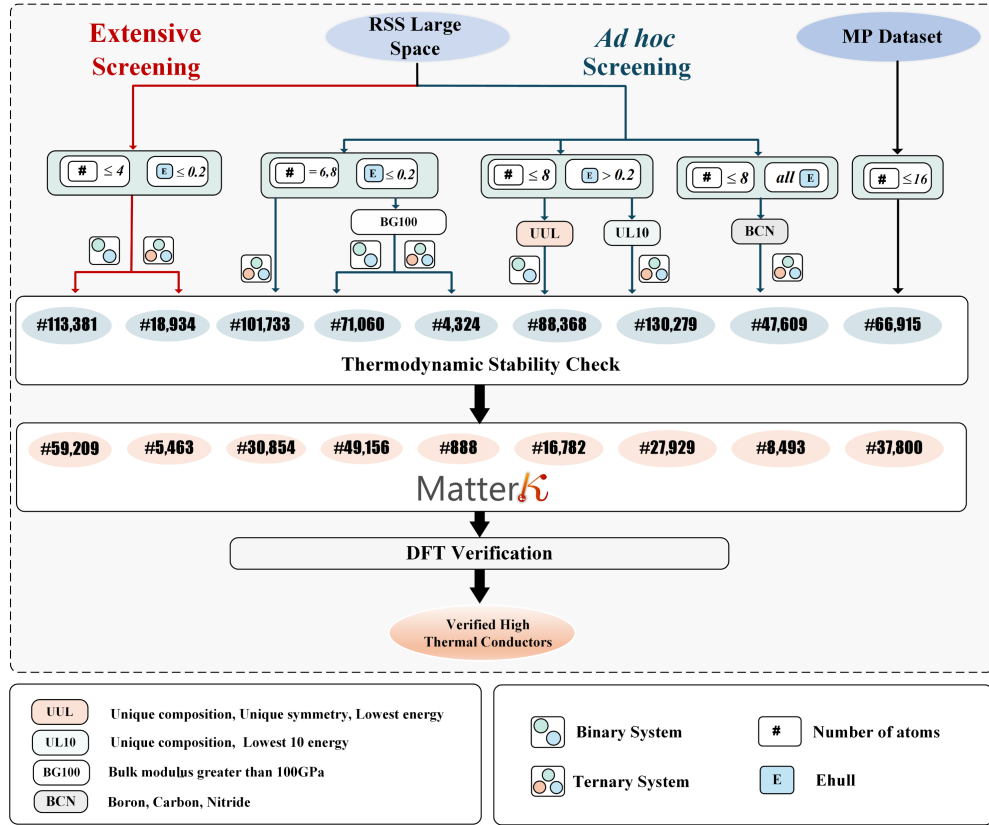 Extensive
Screening
RSS Large
Space
Ad hoc
Screening
MP Dataset
# ≤ 4
E ≤ 0.2
# = 6,8
E ≤ 0.2
# ≤ 8
E > 0.2
# ≤ 8
all E
# ≤16
BG100
UUL
UL10
BCN
#113,381
#18,934
#101,733
#71,060
#4,324
#88,368
#130,279
#47,609
#66,915
Thermodynamic Stability Check
#59,209
#5,463
#30,854
#49,156
#888
#16,782
#27,929
#8,493
#37,800
MatterK
DFT Verification
Verified High
Thermal Conductors
UUL Unique composition, Unique symmetry, Lowest energy
UL10 Unique composition, Lowest 10 energy
BG100 Bulk modulus greater than 100GPa
BCN Boron, Carbon, Nitride
Binary System
# Number of atoms
Ternary System
E Ehull